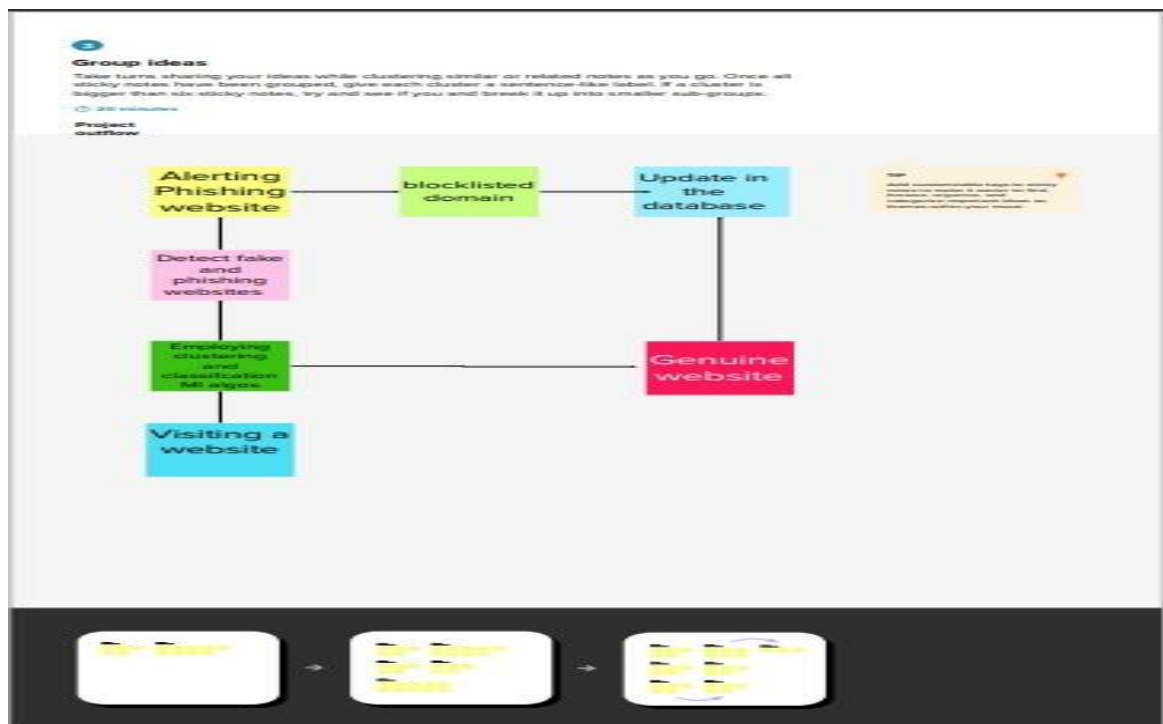 3
Group ideas
Take turns sharing your ideas while clustering similar or related notes as you go. Once all
sticky notes have been grouped, give each cluster a sentence-like label. If a cluster is
bigger than six sticky notes, try and see if you and break it up into smaller sub-groups.
20 minutes
Project
outflow
Alerting
Phishing
website
blocklisted
domain
Update in
the
database
TIP
Detect fake
and
phishing
websites
Employing
clustering
and
classification
Ml algos
Genuine
website
Visiting a
website